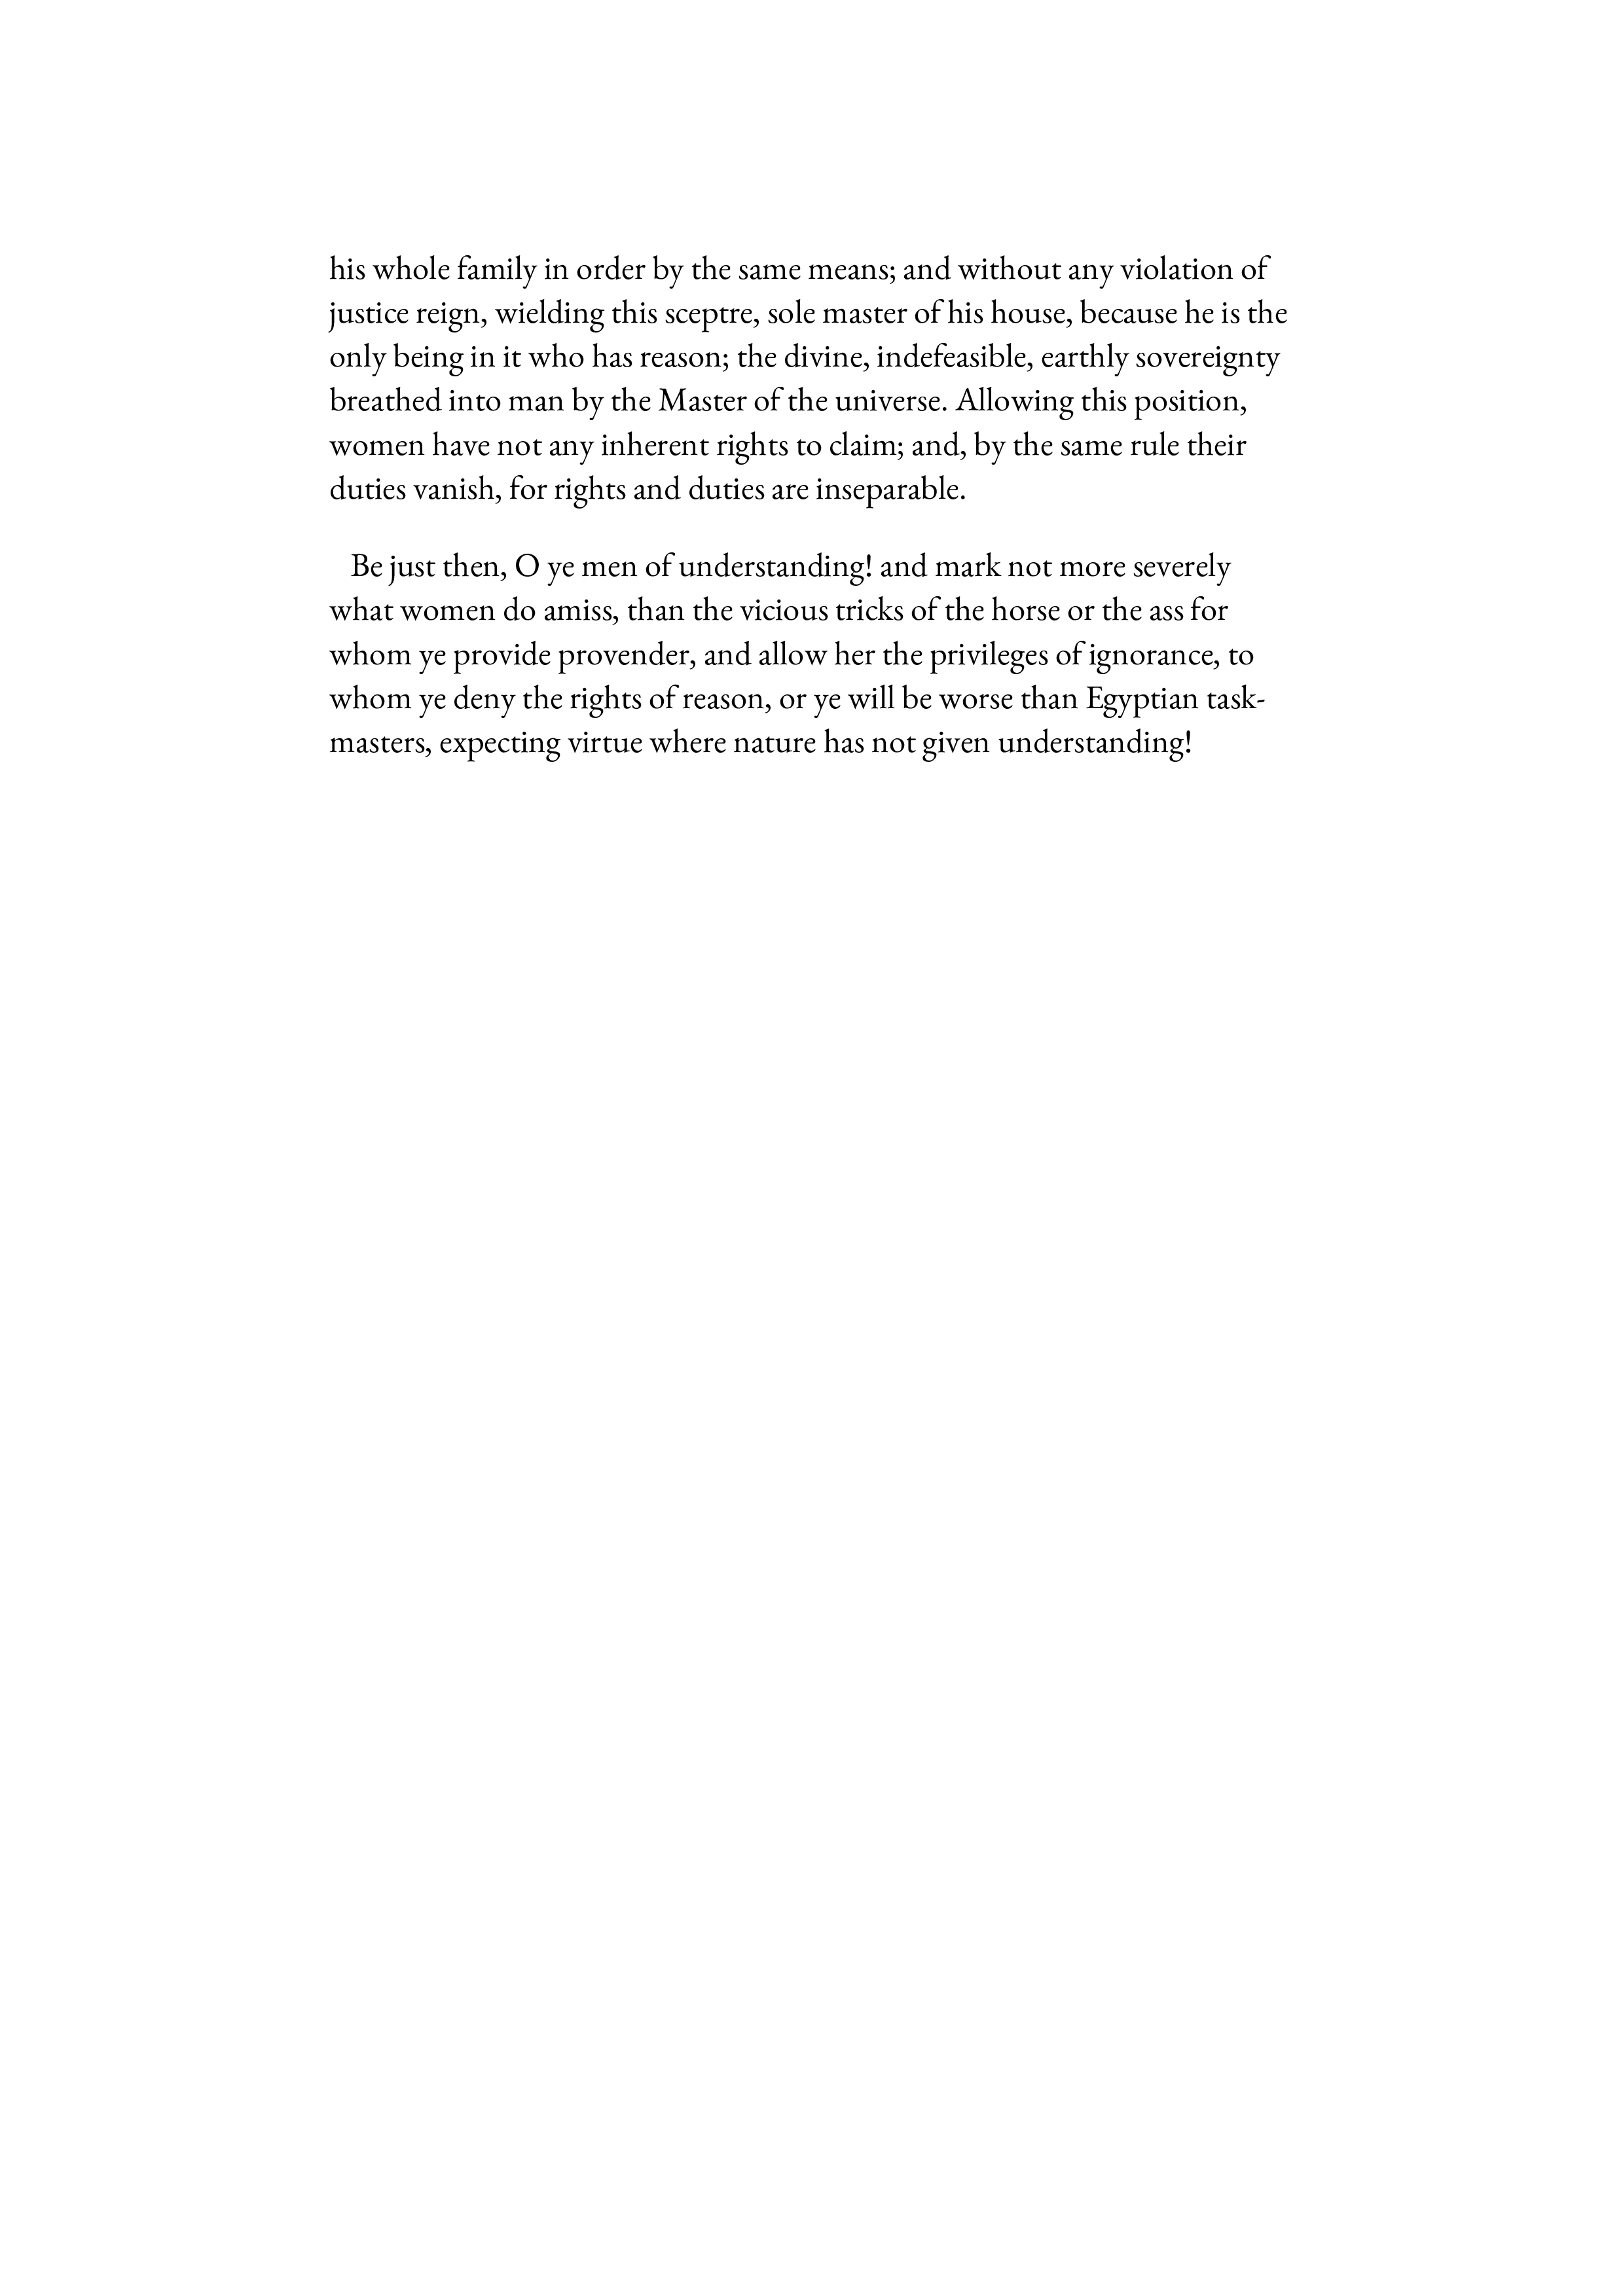 his whole family in order by the same means; and without any violation of
justice reign, wielding this sceptre, sole master of his house, because he is the
only being in it who has reason; the divine, indefeasible, earthly sovereignty
breathed into man by the Master of the universe. Allowing this position,
women have not any inherent rights to claim; and, by the same rule their
duties vanish, for rights and duties are inseparable.
Be just then, O ye men of understanding! and mark not more severely
what women do amiss, than the vicious tricks of the horse or the ass for
whom ye provide provender, and allow her the privileges of ignorance, to
whom ye deny the rights of reason, or ye will be worse than Egyptian task-
masters, expecting virtue where nature has not given understanding!